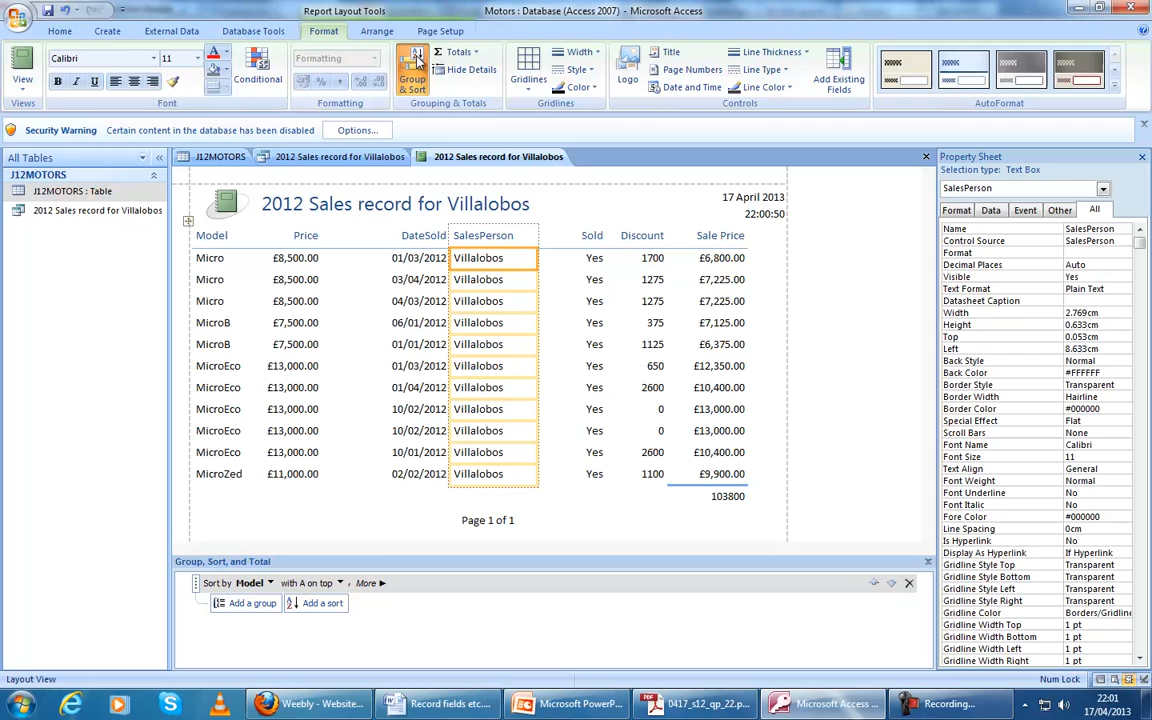 Report Layout Tools
Motors : Database (Access 2007) - Microsoft Access
Home Create External Data Database Tools Format Arrange Page Setup
View
Views
Calibri 11
B I U A
Font
Conditional
Formatting
Formatting
Group & Sort
Σ Totals
Hide Details
Grouping & Totals
Gridlines
Width
Style
Color
Gridlines
Logo
Title
Page Numbers
Date and Time
Line Thickness
Line Type
Line Color
Add Existing Fields
Controls
AutoFormat
Security Warning Certain content in the database has been disabled Options...
All Tables
J12MOTORS
J12MOTORS : Table
2012 Sales record for Villalobos
J12MOTORS 2012 Sales record for Villalobos 2012 Sales record for Villalobos
2012 Sales record for Villalobos
17 April 2013
22:00:50
Model Price DateSold SalesPerson Sold Discount Sale Price
Micro £8,500.00 01/03/2012 Villalobos Yes 1700 £6,800.00
Micro £8,500.00 03/04/2012 Villalobos Yes 1275 £7,225.00
Micro £8,500.00 04/03/2012 Villalobos Yes 1275 £7,225.00
MicroB £7,500.00 06/01/2012 Villalobos Yes 375 £7,125.00
MicroB £7,500.00 01/01/2012 Villalobos Yes 1125 £6,375.00
MicroEco £13,000.00 01/03/2012 Villalobos Yes 650 £12,350.00
MicroEco £13,000.00 01/04/2012 Villalobos Yes 2600 £10,400.00
MicroEco £13,000.00 10/02/2012 Villalobos Yes 0 £13,000.00
MicroEco £13,000.00 10/02/2012 Villalobos Yes 0 £13,000.00
MicroEco £13,000.00 10/01/2012 Villalobos Yes 2600 £10,400.00
MicroZed £11,000.00 02/02/2012 Villalobos Yes 1100 £9,900.00
103800
Page 1 of 1
Group, Sort, and Total
Sort by Model with A on top , More
Add a group Add a sort
Property Sheet
Selection type: Text Box
SalesPerson
Format Data Event Other All
Name SalesPerson
Control Source SalesPerson
Format
Decimal Places Auto
Visible Yes
Text Format Plain Text
Datasheet Caption
Width 2.769cm
Height 0.633cm
Top 0.053cm
Left 8.633cm
Back Style Normal
Back Color #FFFFFF
Border Style Transparent
Border Width Hairline
Border Color #000000
Special Effect Flat
Scroll Bars None
Font Name Calibri
Font Size 11
Text Align General
Font Weight Normal
Font Underline No
Font Italic No
Fore Color #000000
Line Spacing 0cm
Is Hyperlink No
Display As Hyperlink If Hyperlink
Gridline Style Top Transparent
Gridline Style Bottom Transparent
Gridline Style Left Transparent
Gridline Style Right Transparent
Gridline Color Borders/Gridline
Gridline Width Top 1 pt
Gridline Width Bottom 1 pt
Gridline Width Left 1 pt
Gridline Width Right 1 pt
Layout View Num Lock
Weebly - Website... Record fields etc.... Microsoft PowerP... 0417_s12_qp_22.p... Microsoft Access ... Recording...
22:01
17/04/2013